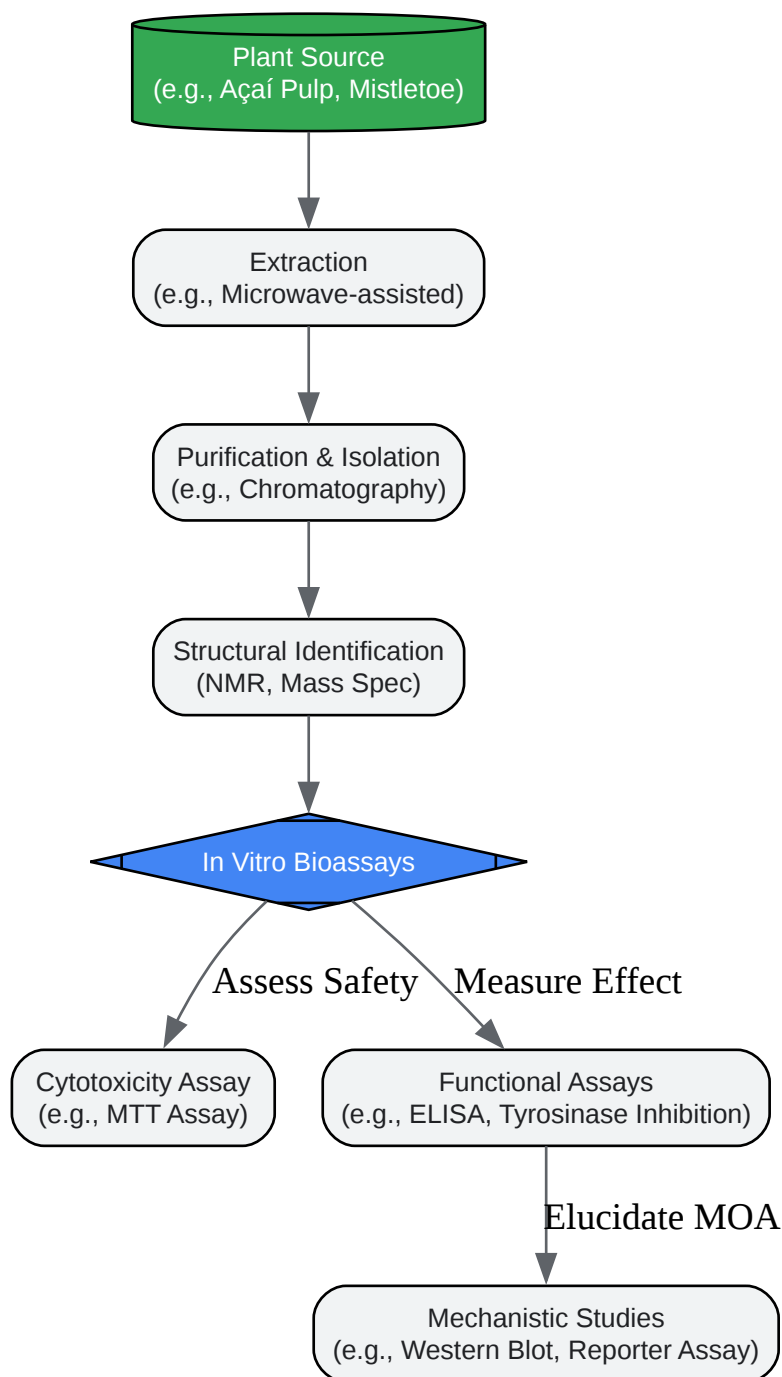 Plant Source
(e.g., Açaí Pulp, Mistletoe)
Extraction
(e.g., Microwave-assisted)
Purification & Isolation
(e.g., Chromatography)
Structural Identification
(NMR, Mass Spec)
In Vitro Bioassays
Assess Safety
Measure Effect
Cytotoxicity Assay
(e.g., MTT Assay)
Functional Assays
(e.g., ELISA, Tyrosinase Inhibition)
Elucidate MOA
Mechanistic Studies
(e.g., Western Blot, Reporter Assay)